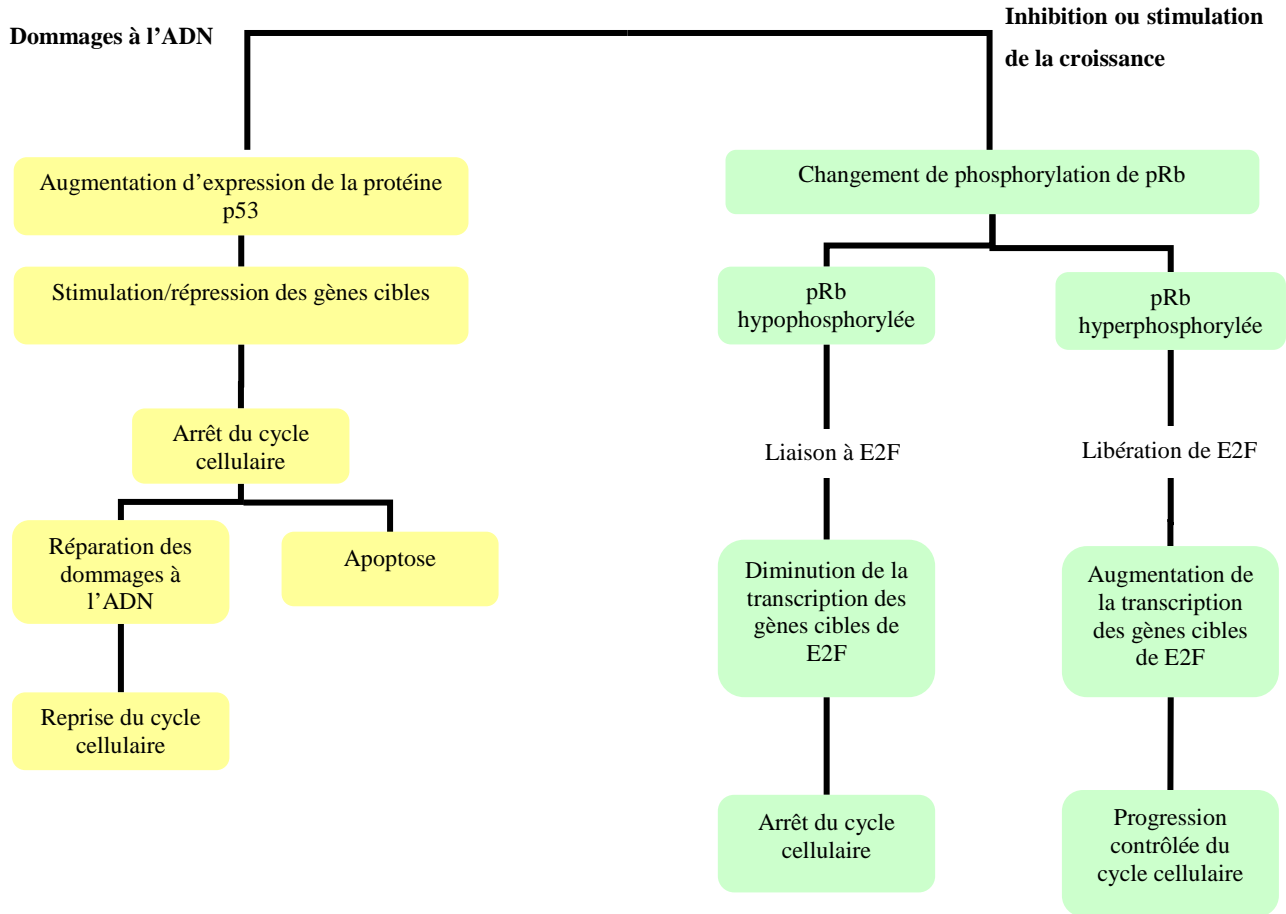 Dommages à l’ADN
Inhibition ou stimulation
de la croissance
Augmentation d’expression de la protéine
p53
Stimulation/répression des gènes cibles
Arrêt du cycle
cellulaire
Réparation des
dommages à
l’ADN
Apoptose
Reprise du cycle
cellulaire
Changement de phosphorylation de pRb
pRb
hypophosphorylée
Liaison à E2F
Diminution de la
transcription des
gènes cibles de
E2F
Arrêt du cycle
cellulaire
pRb
hyperphosphorylée
Libération de E2F
Augmentation de
la transcription
des gènes cibles
de E2F
Progression
contrôlée du
cycle cellulaire